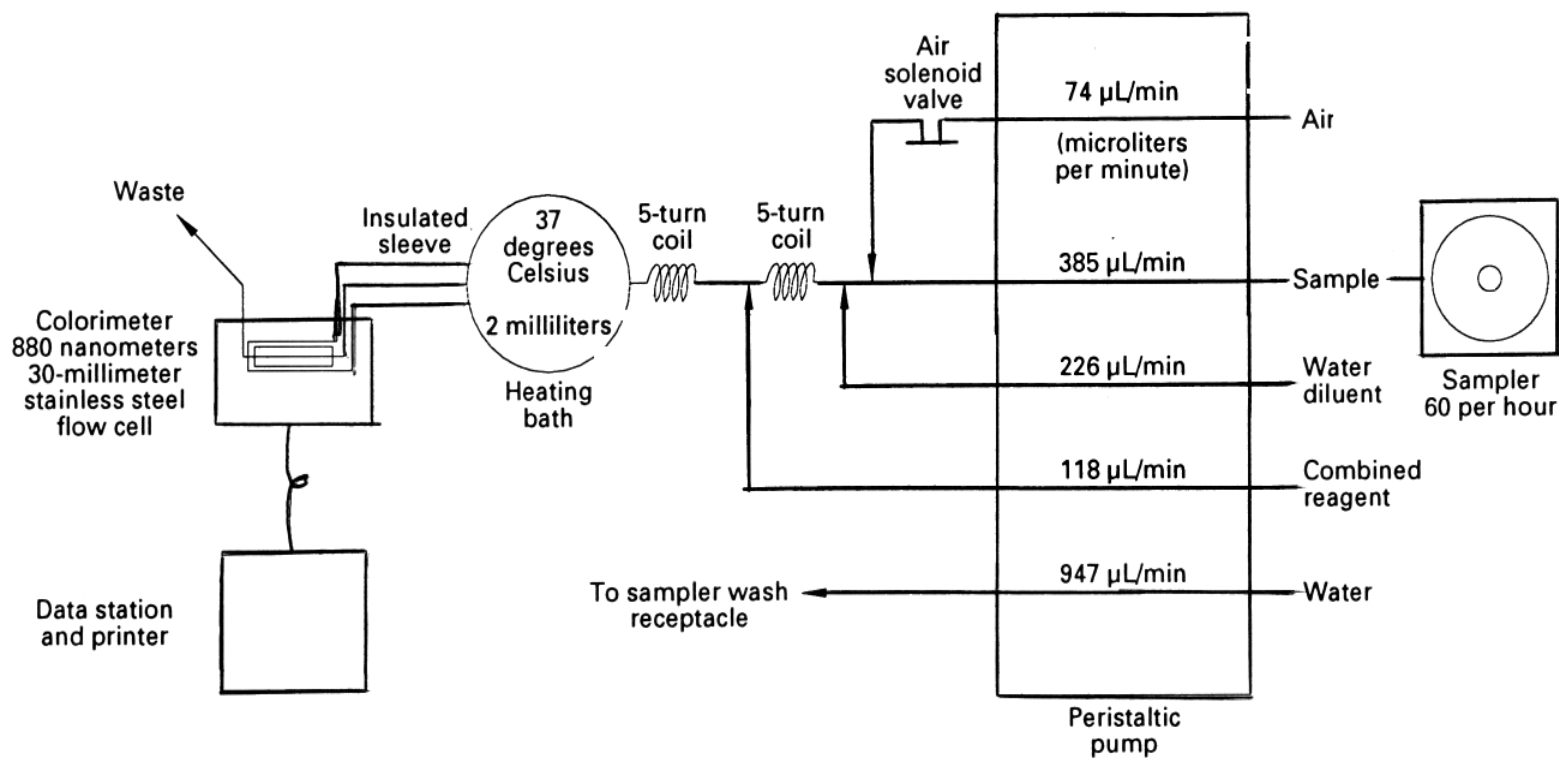 Air
solenoid
valve
74 µL/min
(microliters
per minute)
Air
Waste
Insulated
sleeve
37
degrees
Celsius
2 milliliters
Heating
bath
5-turn
coil
5-turn
coil
385 µL/min
Sample
Sampler
60 per hour
Colorimeter
880 nanometers
30-millimeter
stainless steel
flow cell
226 µL/min
Water
diluent
118 µL/min
Combined
reagent
947 µL/min
Water
To sampler wash
receptacle
Data station
and printer
Peristaltic
pump